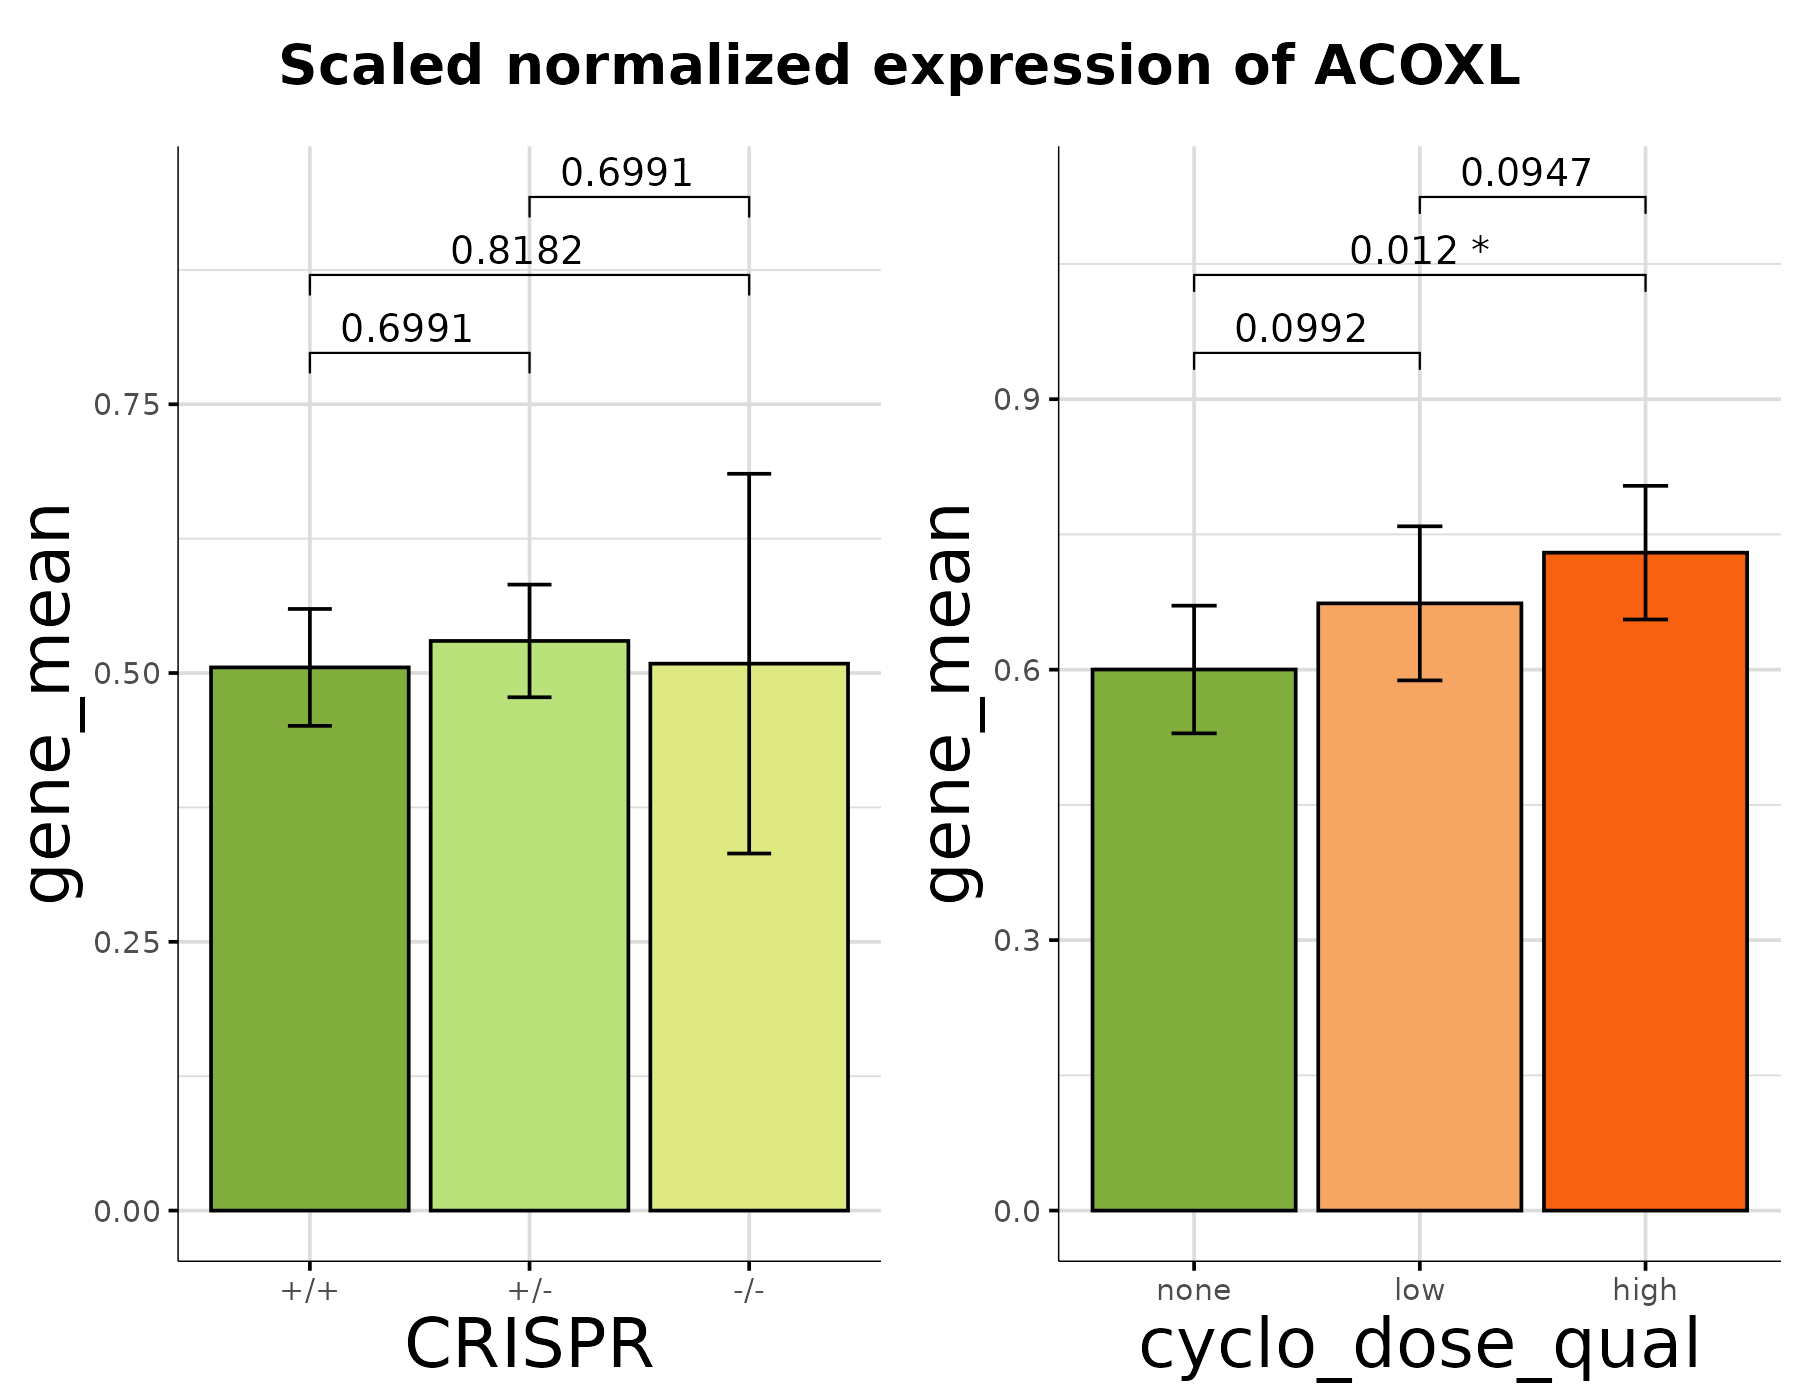 Scaled normalized expression of ACOXL
0.6991
0.8182
0.6991
0.75
0.50
0.25
0.00
gene_mean
+/+ +/- -/-
CRISPR
0.0947
0.012 *
0.0992
0.9
0.6
0.3
0.0
gene_mean
none low high
cyclo_dose_qual